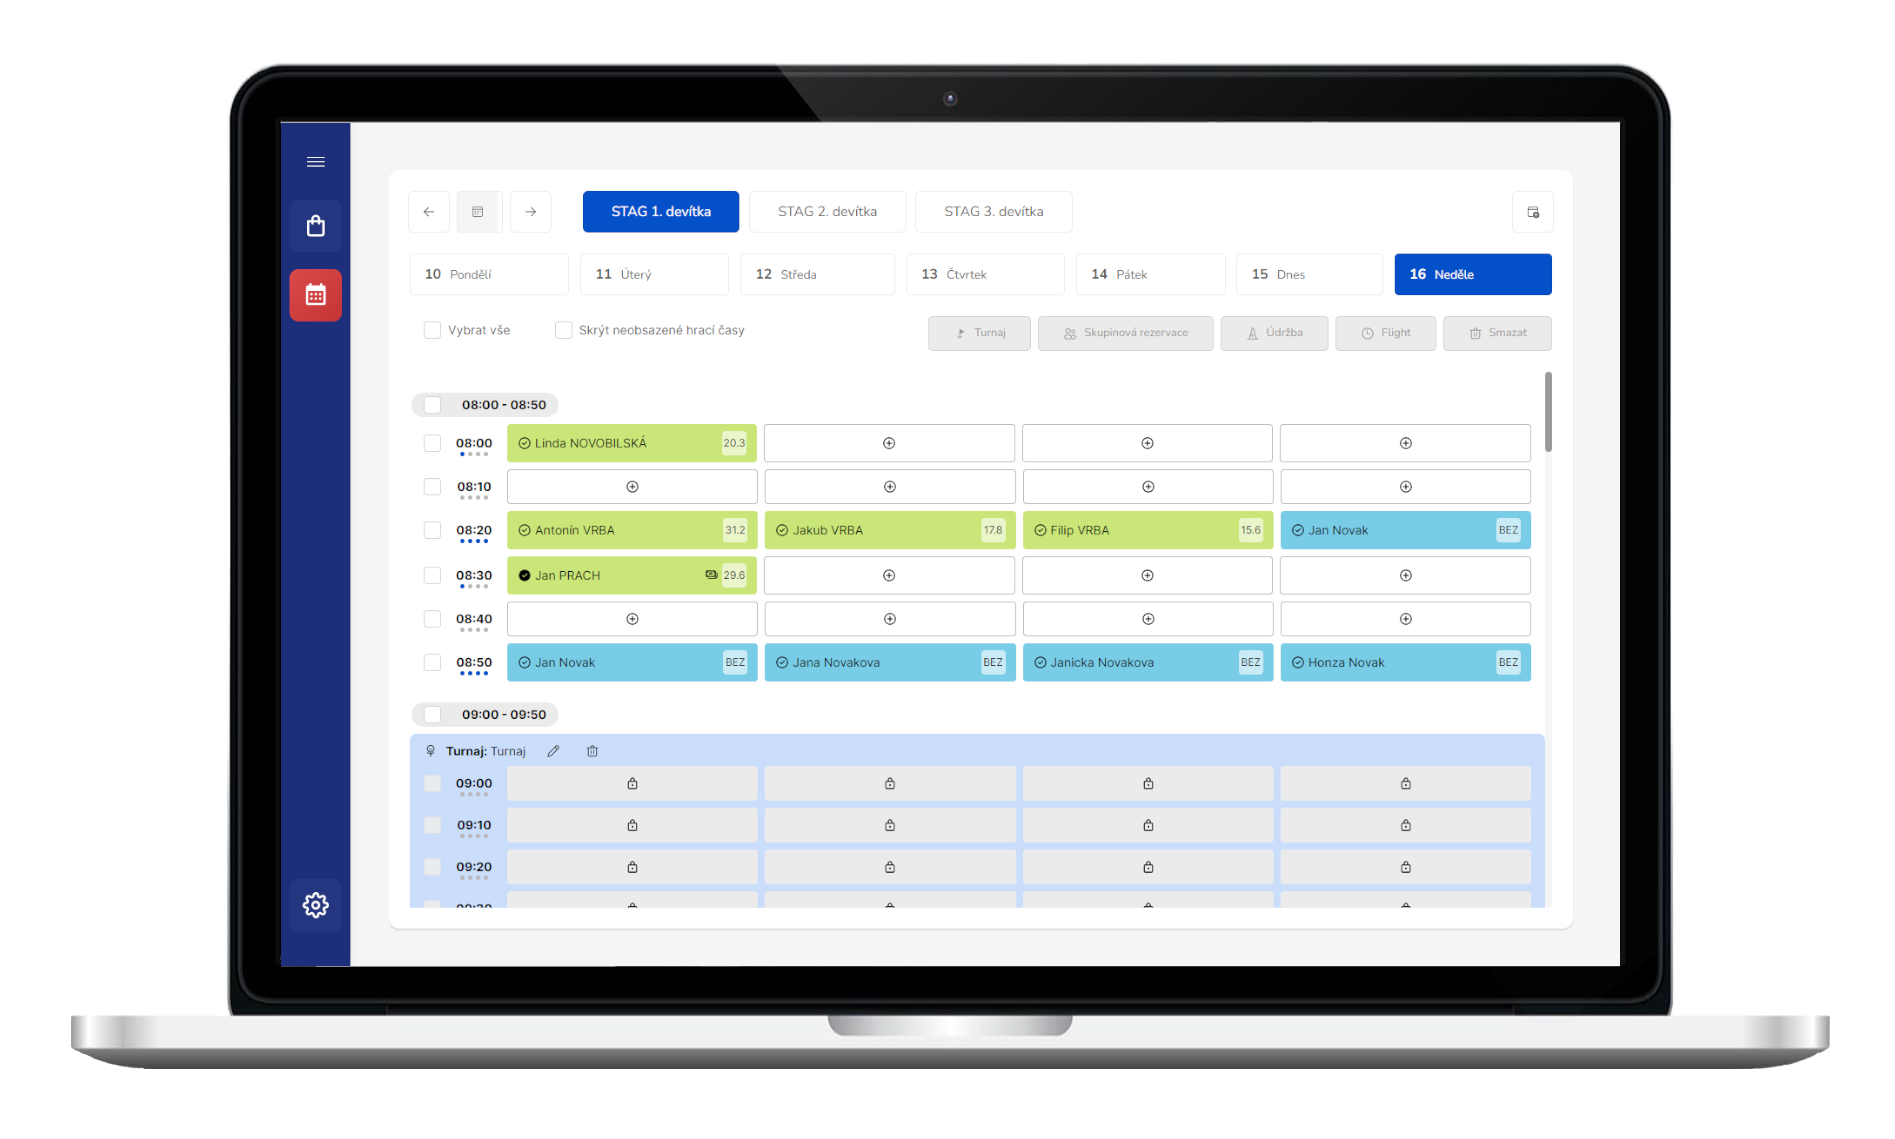 STAG 1. devítka STAG 2. devítka STAG 3. devítka
10 Pondělí 11 Úterý 12 Středa 13 Čtvrtek 14 Pátek 15 Dnes 16 Neděle
Vybrat vše Skrýt neobsazené hrací časy Turnaj Skupinová rezervace Údržba Flight Smazat
08:00 - 08:50
08:00 Linda NOVOBILSKÁ 20.3
08:10
08:20 Antonín VRBA 31.2 Jakub VRBA 17.8 Filip VRBA 15.6 Jan Novak BEZ
08:30 Jan PRACH 29.6
08:40
08:50 Jan Novak BEZ Jana Novakova BEZ Janicka Novakova BEZ Honza Novak BEZ
09:00 - 09:50
Turnaj: Turnaj
09:00
09:10
09:20
09:30